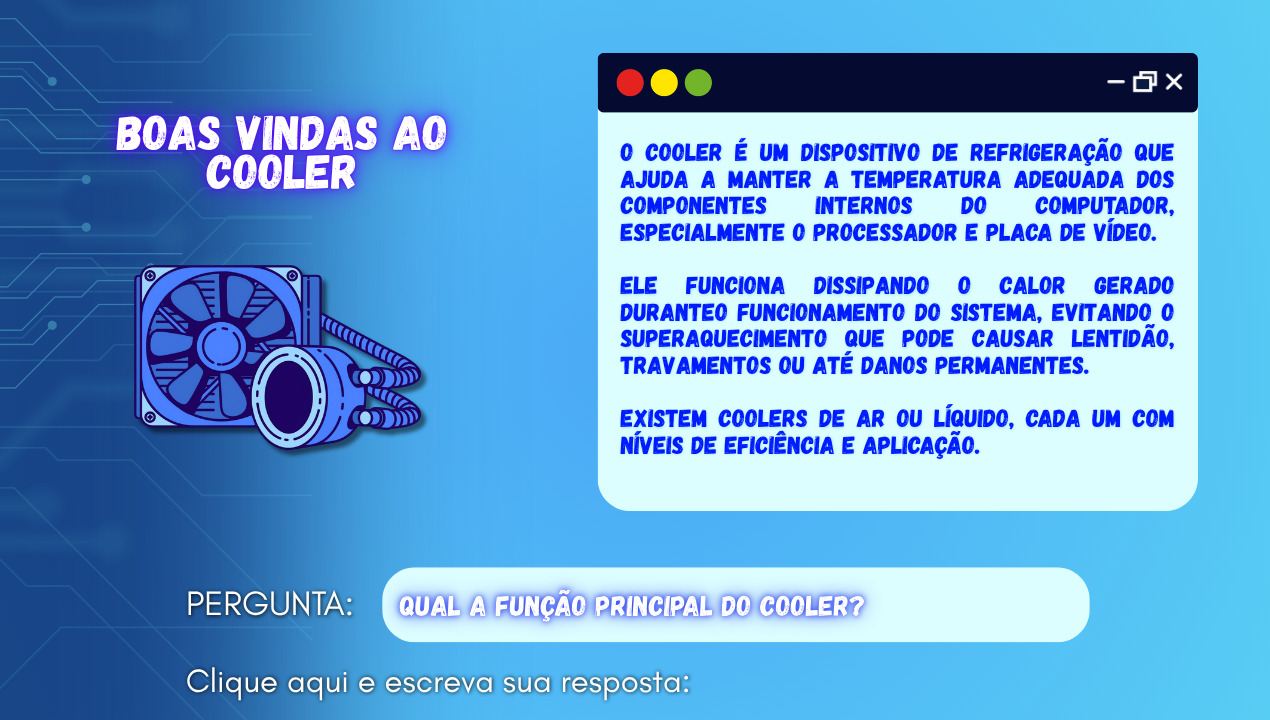 BOAS VINDAS AO
COOLER
O COOLER É UM DISPOSITIVO DE REFRIGERAÇÃO QUE
AJUDA A MANTER A TEMPERATURA ADEQUADA DOS
COMPONENTES INTERNOS DO COMPUTADOR,
ESPECIALMENTE O PROCESSADOR E PLACA DE VÍDEO.
ELE FUNCIONA DISSIPANDO O CALOR GERADO
DURANTEO FUNCIONAMENTO DO SISTEMA, EVITANDO O
SUPERAQUECIMENTO QUE PODE CAUSAR LENTIDÃO,
TRAVAMENTOS OU ATÉ DANOS PERMANENTES.
EXISTEM COOLERS DE AR OU LÍQUIDO, CADA UM COM
NÍVEIS DE EFICIÊNCIA E APLICAÇÃO.
PERGUNTA:
QUAL A FUNÇÃO PRINCIPAL DO COOLER?
Clique aqui e escreva sua resposta: